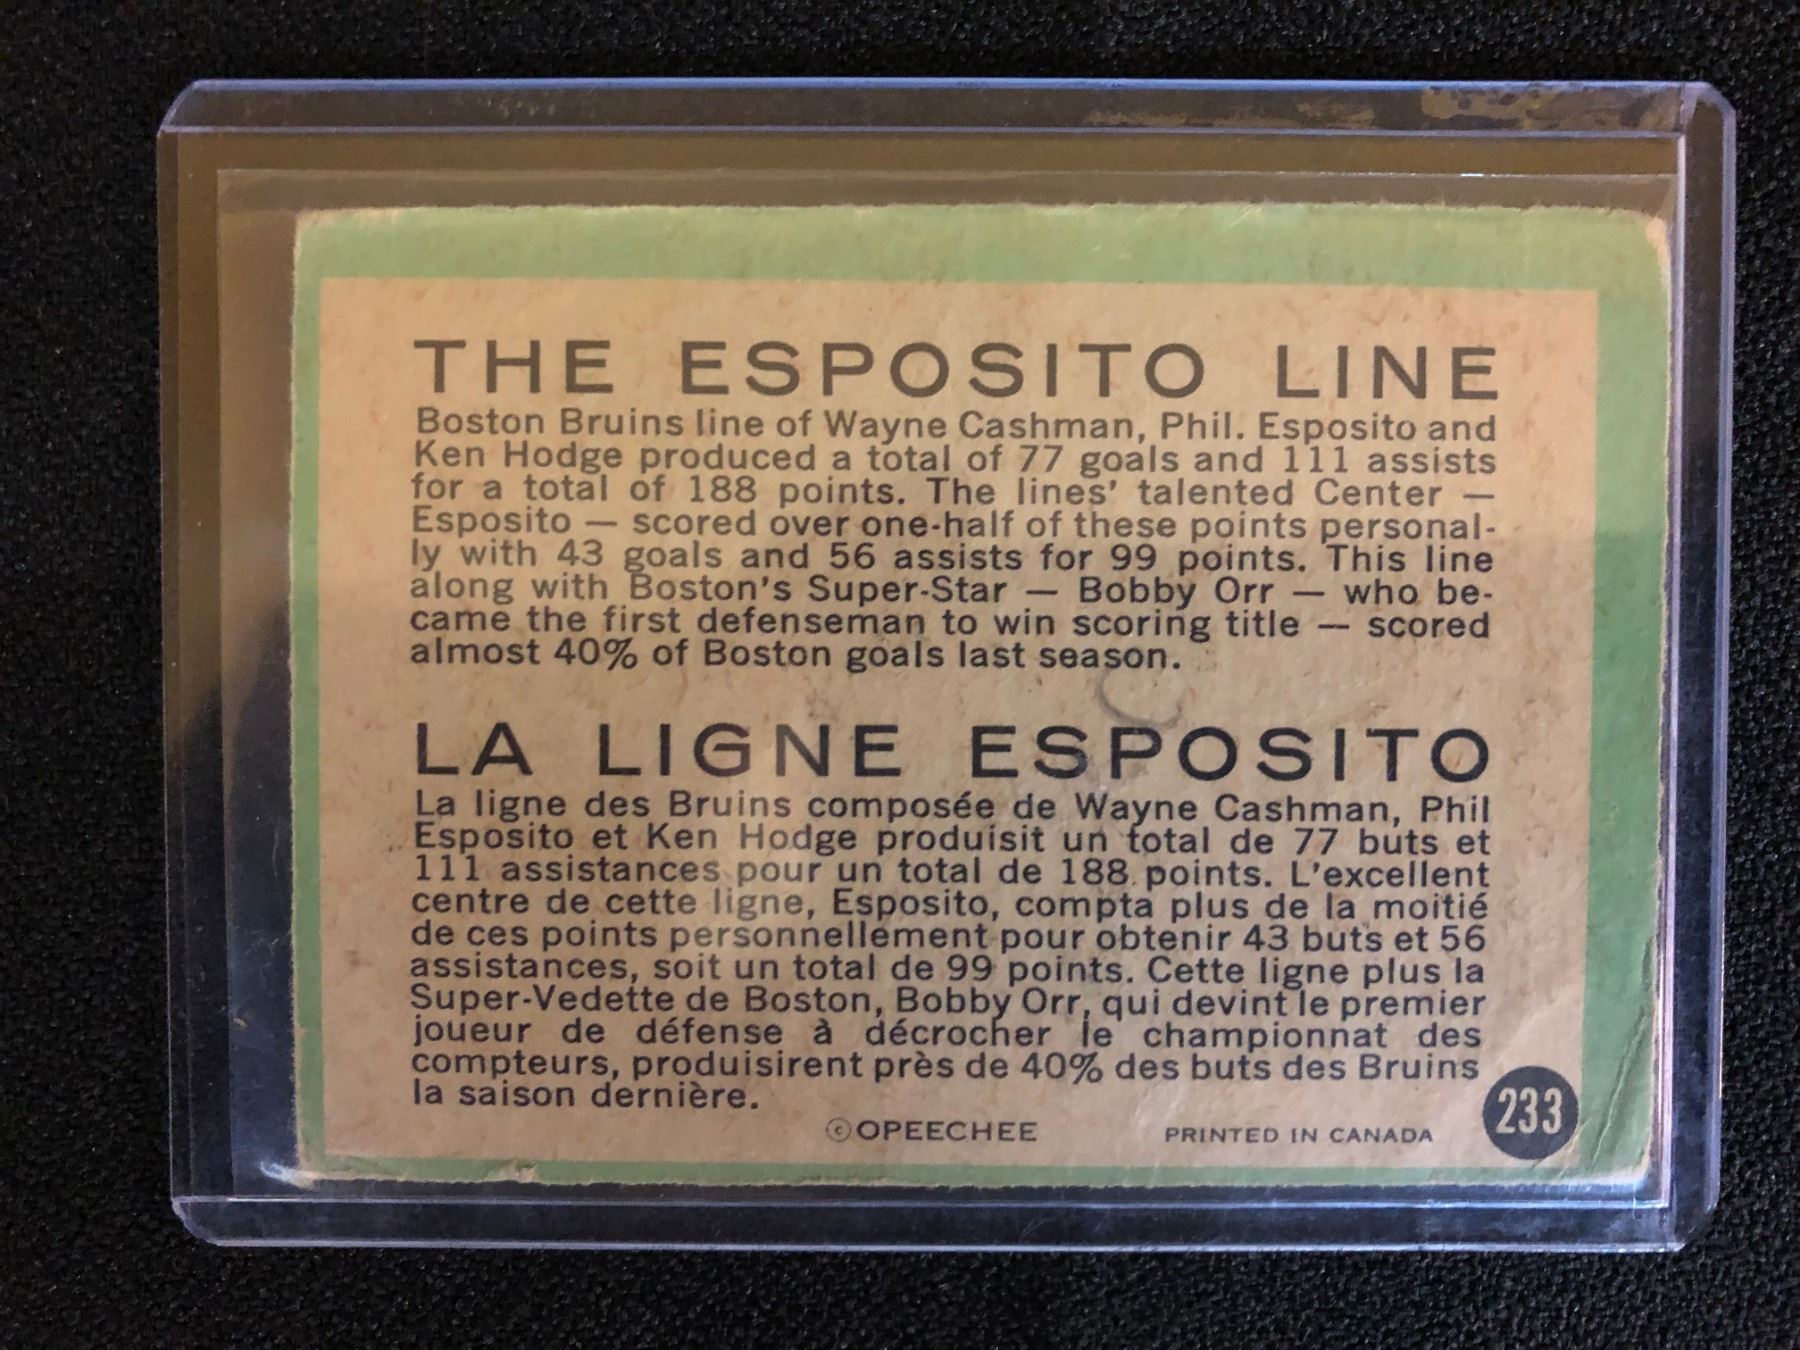 THE ESPOSITO LINE
Boston Bruins line of Wayne Cashman, Phil. Esposito and
Ken Hodge produced a total of 77 goals and 111 assists
for a total of 188 points. The lines' talented Center —
Esposito — scored over one-half of these points personal-
ly with 43 goals and 56 assists for 99 points. This line
along with Boston's Super-Star — Bobby Orr — who be-
came the first defenseman to win scoring title — scored
almost 40% of Boston goals last season.
LA LIGNE ESPOSITO
La ligne des Bruins composée de Wayne Cashman, Phil
Esposito et Ken Hodge produisit un total de 77 buts et
111 assistances pour un total de 188 points. L'excellent
centre de cette ligne, Esposito, compta plus de la moitié
de ces points personnellement pour obtenir 43 buts et 56
assistances, soit un total de 99 points. Cette ligne plus la
Super-Vedette de Boston, Bobby Orr, qui devint le premier
joueur de défense à décrocher le championnat des
compteurs, produisirent près de 40% des buts des Bruins
la saison dernière.
©OPEECHEE PRINTED IN CANADA 233